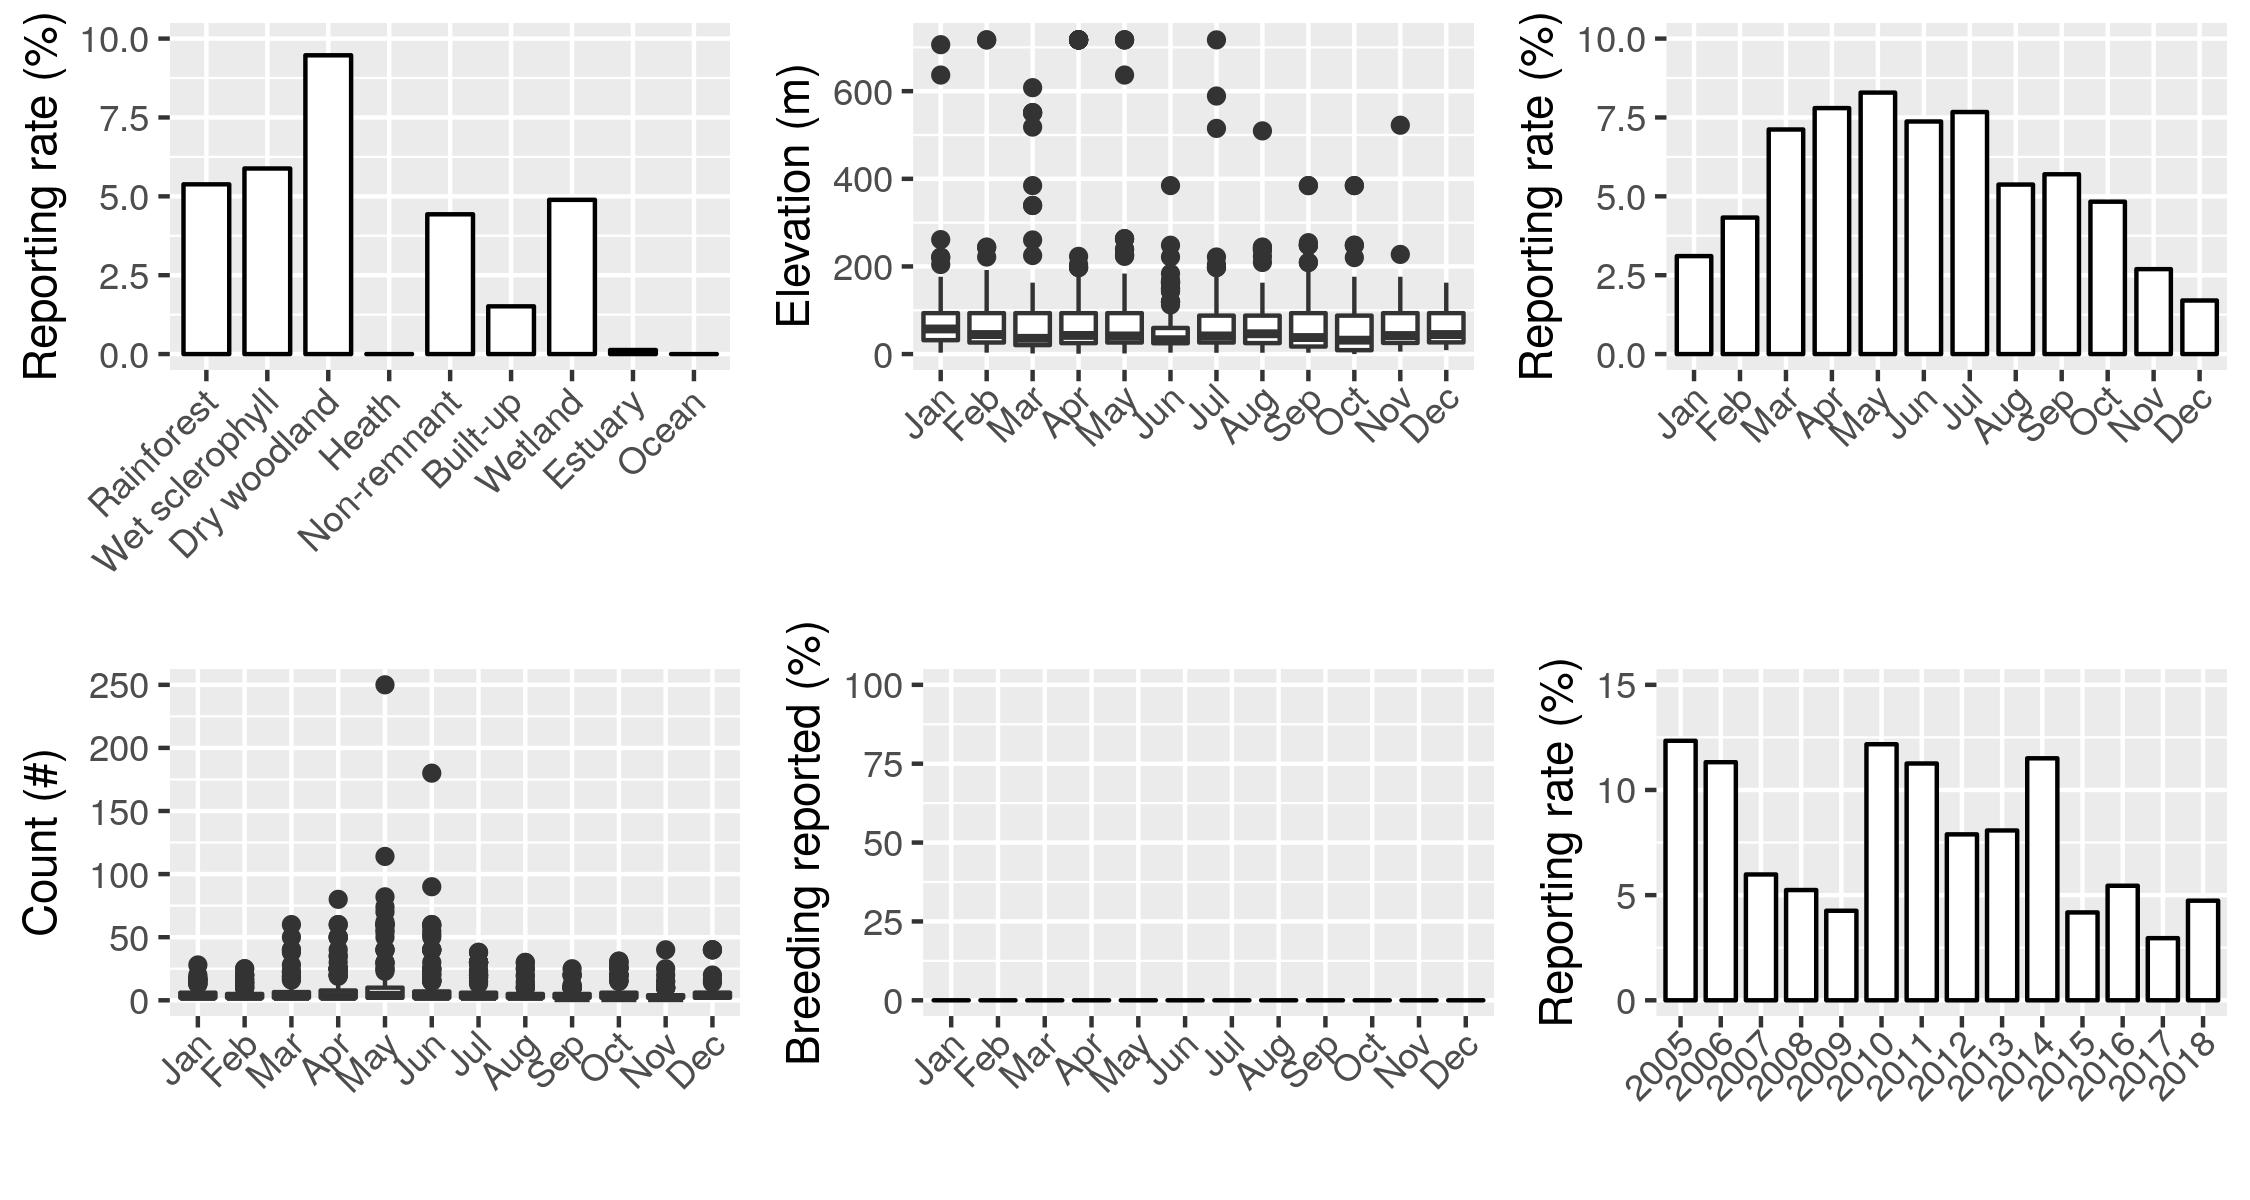 Reporting rate (%)
10.0
7.5
5.0
2.5
0.0
Rainforest
Wet sclerophyll
Dry woodland
Heath
Non-remnant
Built-up
Wetland
Estuary
Ocean
Elevation (m)
600
400
200
0
Jan
Feb
Mar
Apr
May
Jun
Jul
Aug
Sep
Oct
Nov
Dec
Reporting rate (%)
10.0
7.5
5.0
2.5
0.0
Jan
Feb
Mar
Apr
May
Jun
Jul
Aug
Sep
Oct
Nov
Dec
Count (#)
250
200
150
100
50
0
Jan
Feb
Mar
Apr
May
Jun
Jul
Aug
Sep
Oct
Nov
Dec
Breeding reported (%)
100
75
50
25
0
Jan
Feb
Mar
Apr
May
Jun
Jul
Aug
Sep
Oct
Nov
Dec
Reporting rate (%)
15
10
5
0
2005
2006
2007
2008
2009
2010
2011
2012
2013
2014
2015
2016
2017
2018